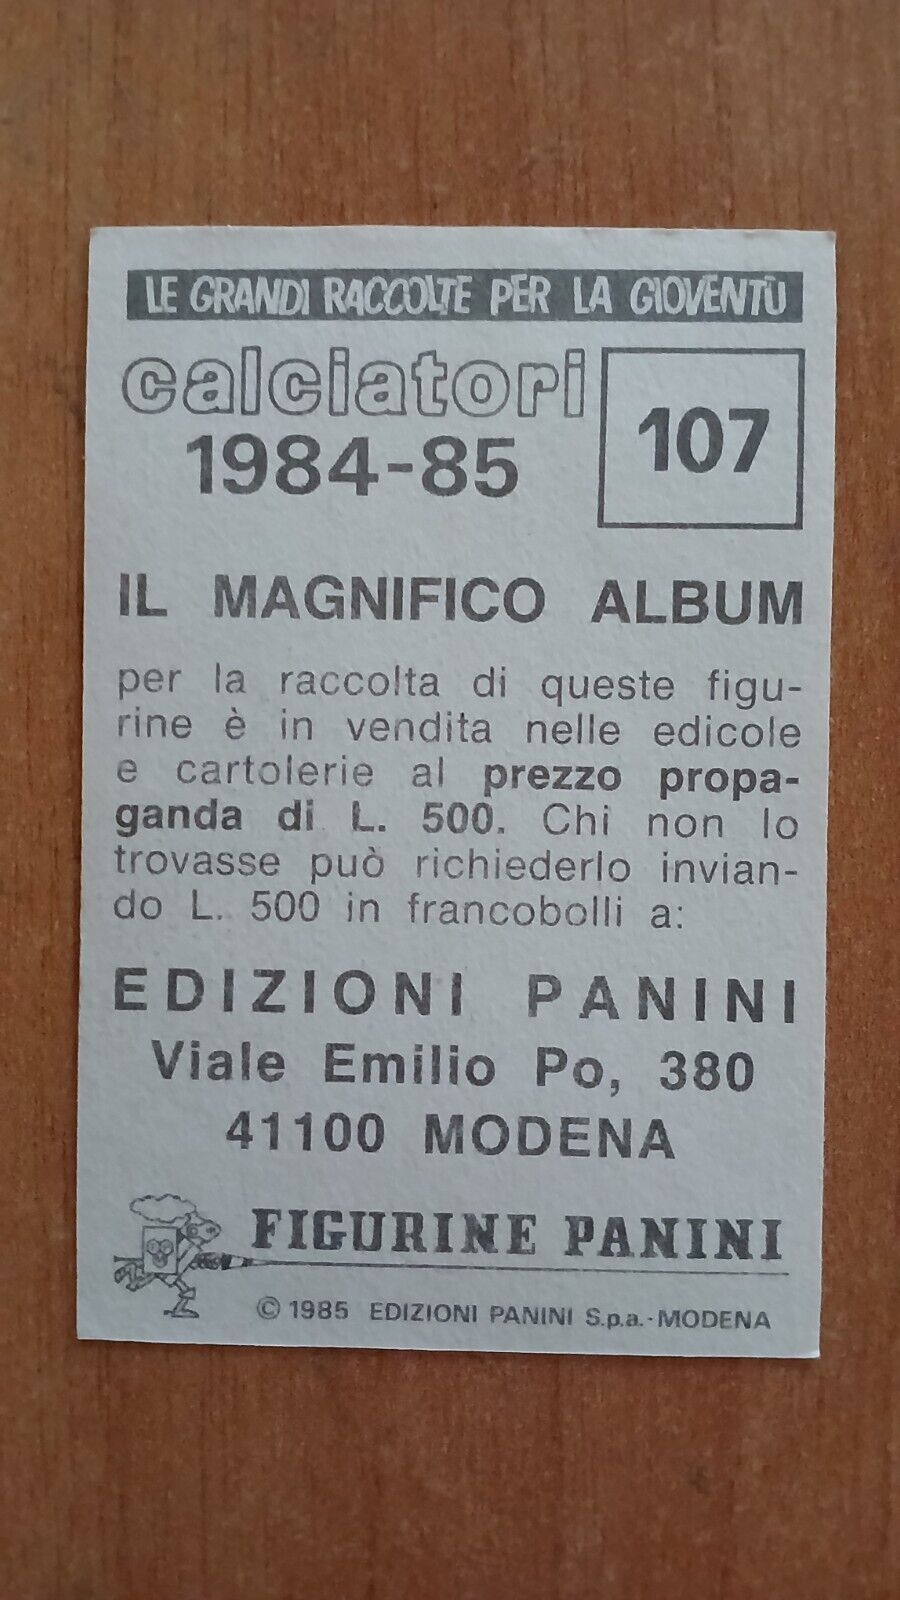 LE GRANDI RACCOLTE PER LA GIOVENTÙ
calciatori
1984-85
107
IL MAGNIFICO ALBUM
per la raccolta di queste figu-
rine è in vendita nelle edicole
e cartolerie al prezzo propa-
ganda di L. 500. Chi non lo
trovasse può richiederlo invian-
do L. 500 in francobolli a:
EDIZIONI PANINI
Viale Emilio Po, 380
41100 MODENA
FIGURINE PANINI
© 1985 EDIZIONI PANINI S.p.a.-MODENA